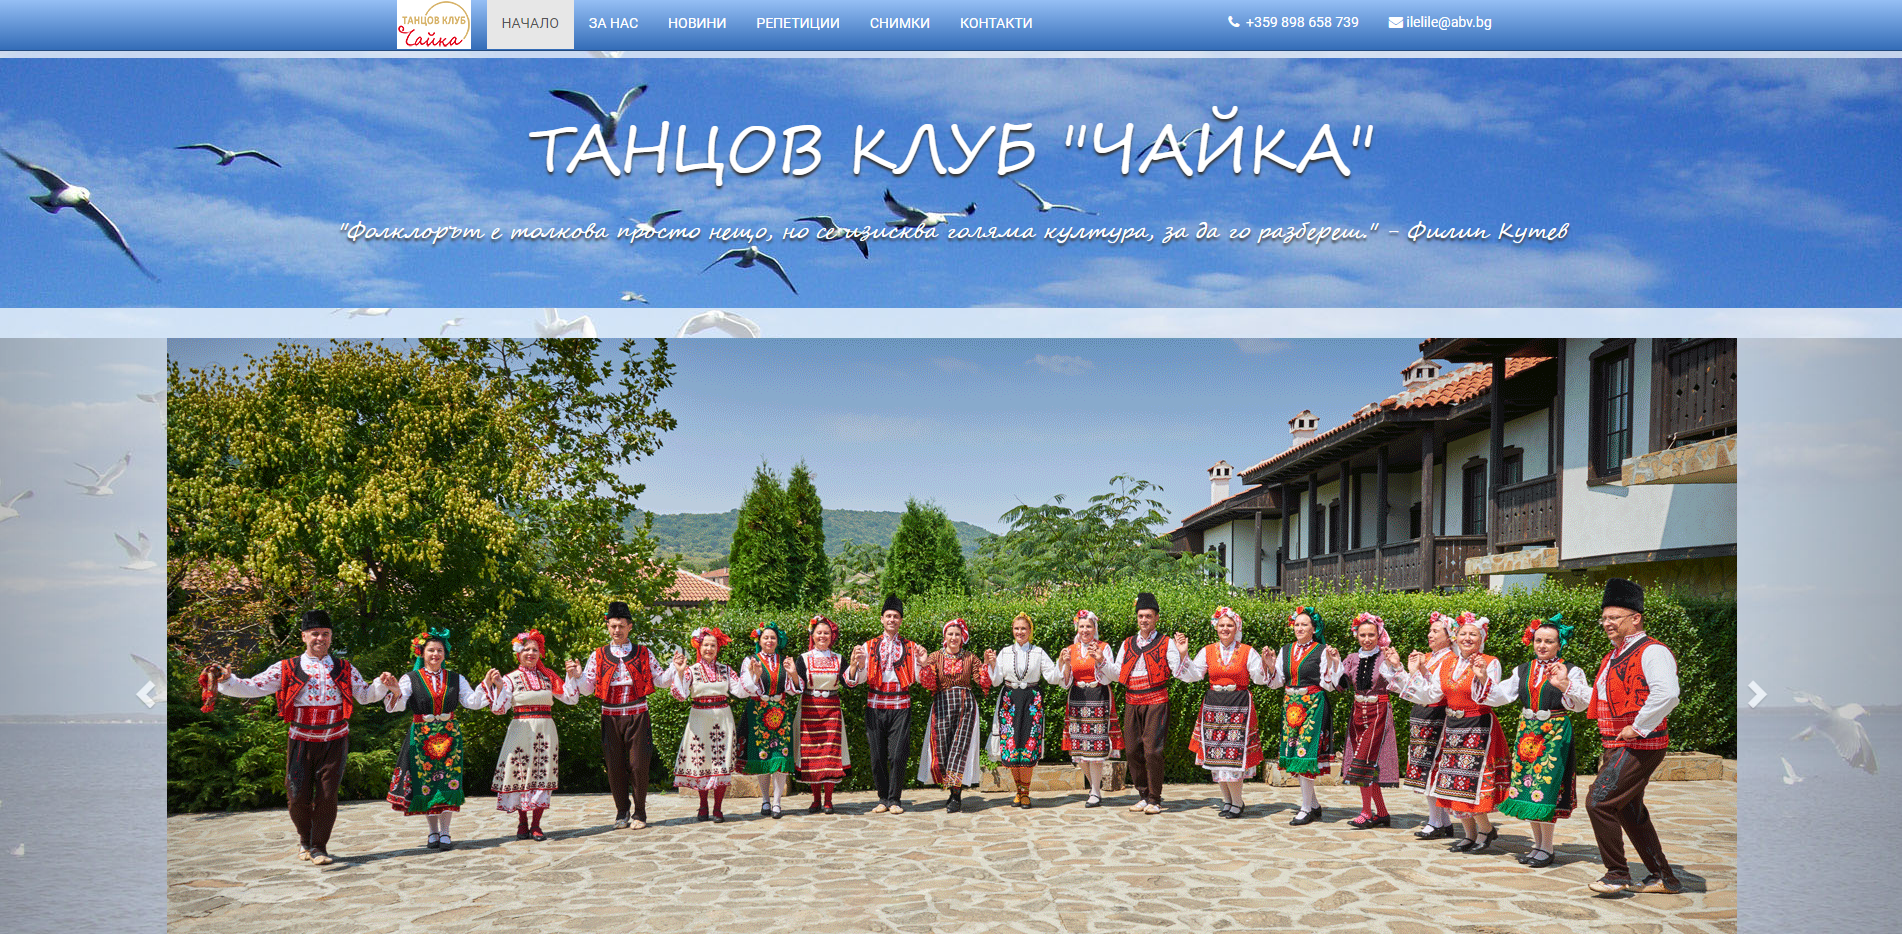 ТАНЦОВ КЛУБ
Чайка
НАЧАЛО ЗА НАС НОВИНИ РЕПЕТИЦИИ СНИМКИ КОНТАКТИ +359 898 658 739 ilelile@abv.bg
ТАНЦОВ КЛУБ "ЧАЙКА"
"Фолклорът е толкова просто нещо, но се изисква голяма култура, за да го разбереш." - Филип Кутев